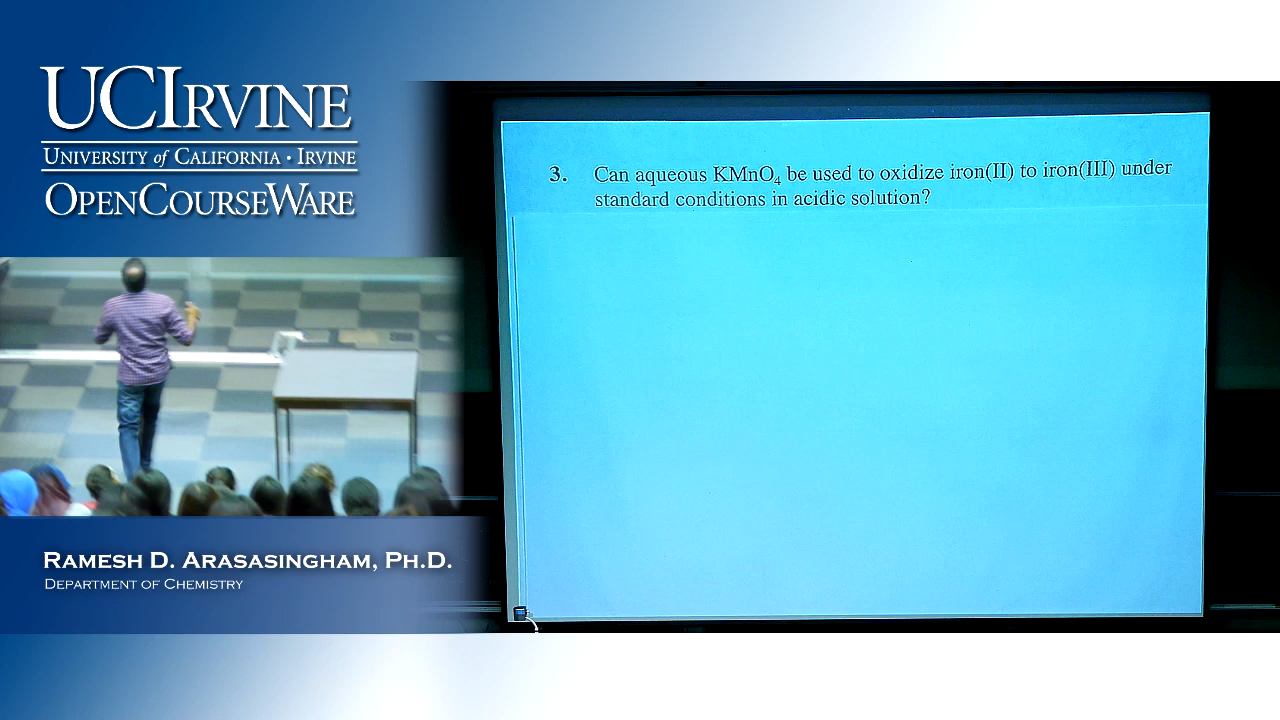 UCIRVINE
UNIVERSITY of CALIFORNIA · IRVINE
OPENCOURSEWARE
3. Can aqueous KMnO₄ be used to oxidize iron(II) to iron(III) under
standard conditions in acidic solution?
RAMESH D. ARASASINGHAM, PH.D.
DEPARTMENT OF CHEMISTRY